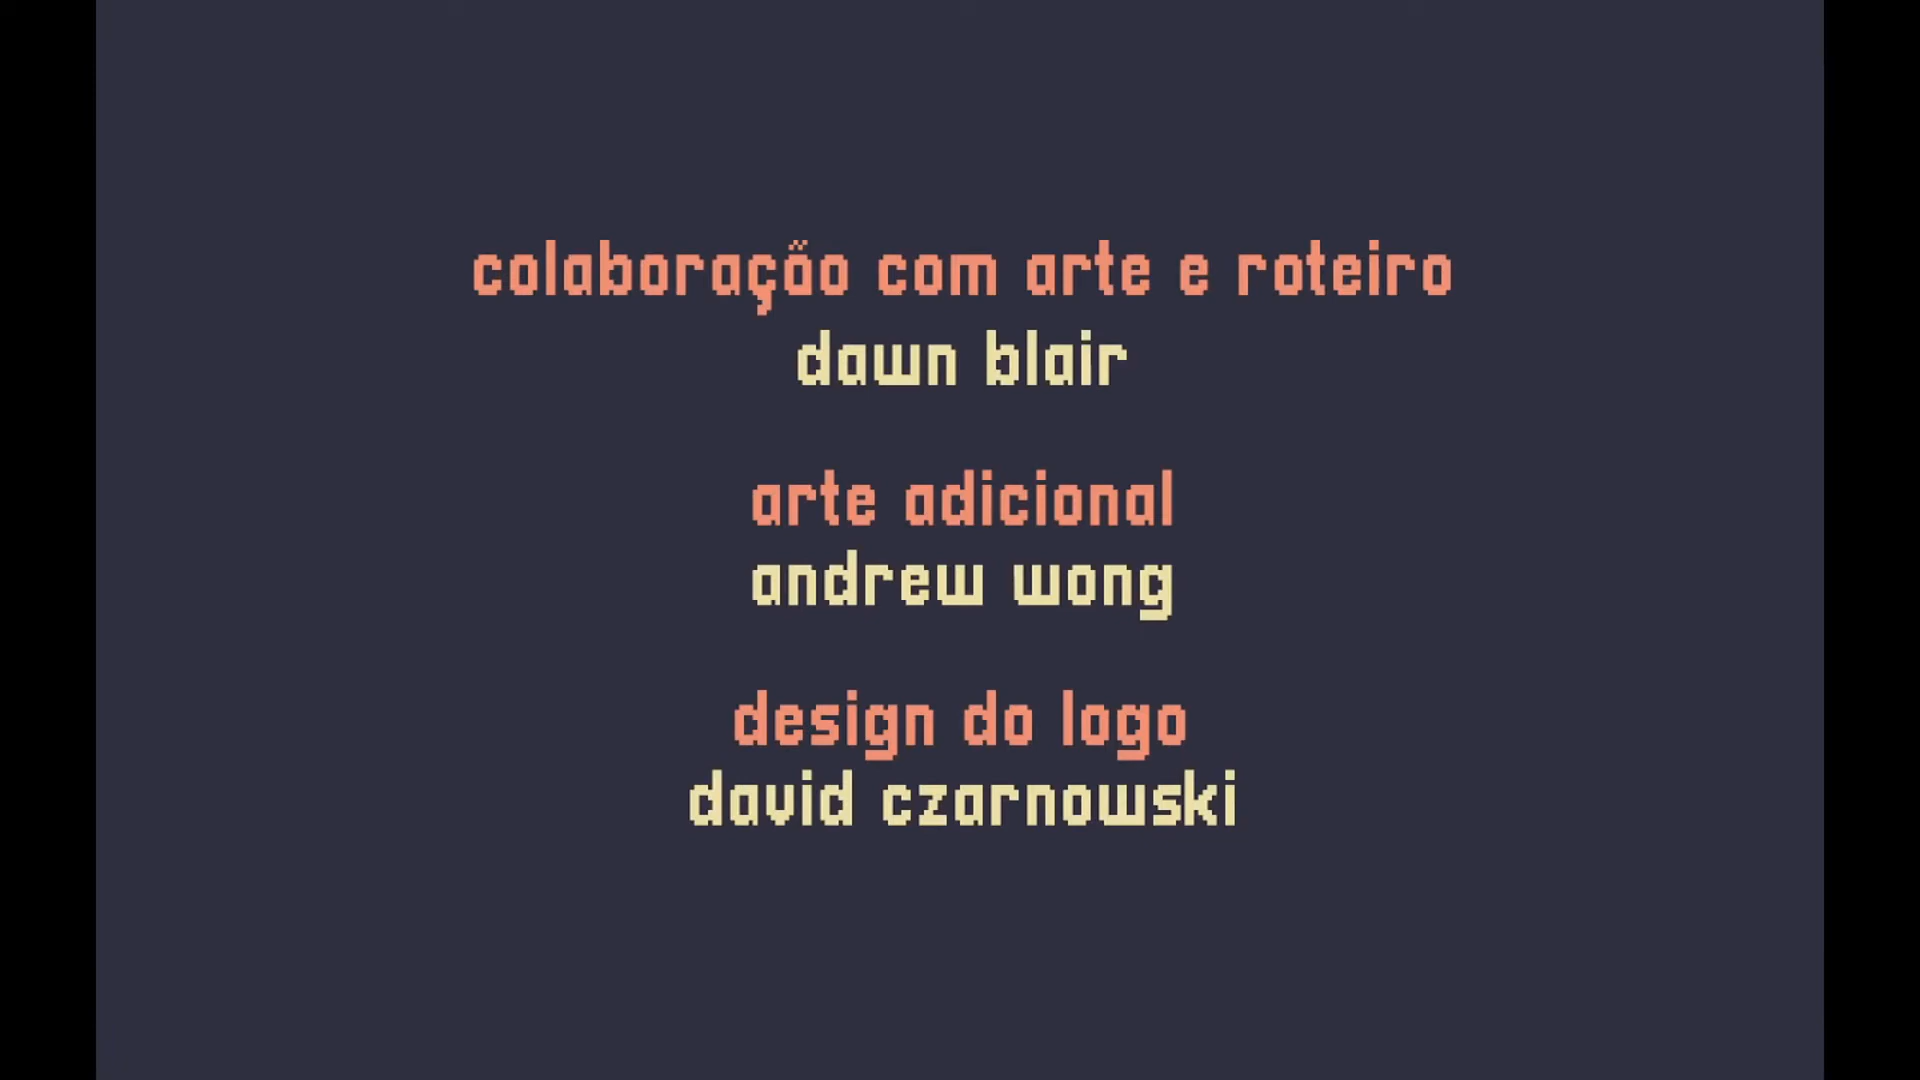 colaboração com arte e roteiro
dawn blair
arte adicional
andrew wong
design do logo
david czarnowski